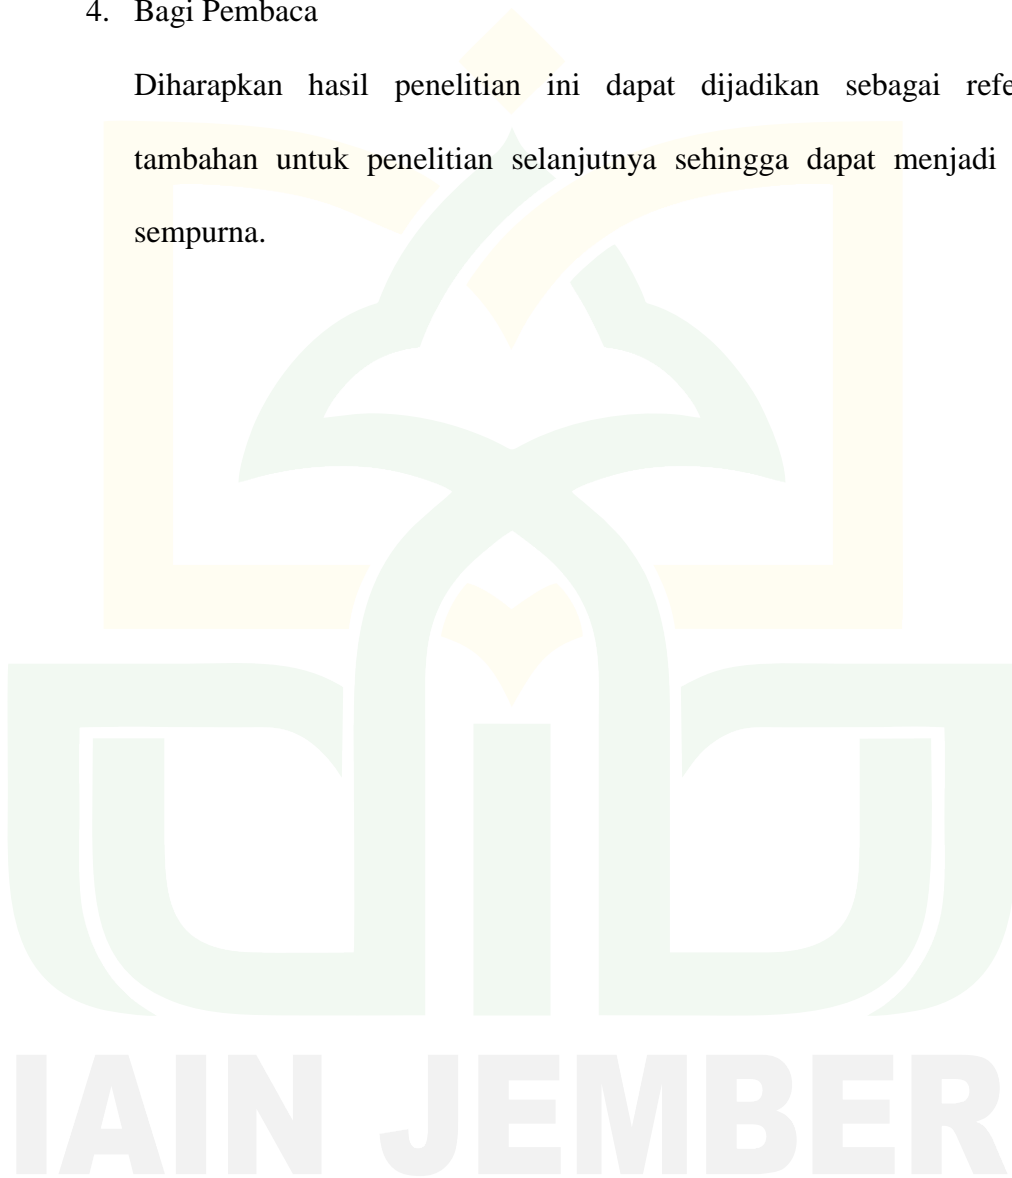 4. Bagi Pembaca
Diharapkan hasil penelitian ini dapat dijadikan sebagai refe
tambahan untuk penelitian selanjutnya sehingga dapat menjadi
sempurna.
IAIN JEMBER